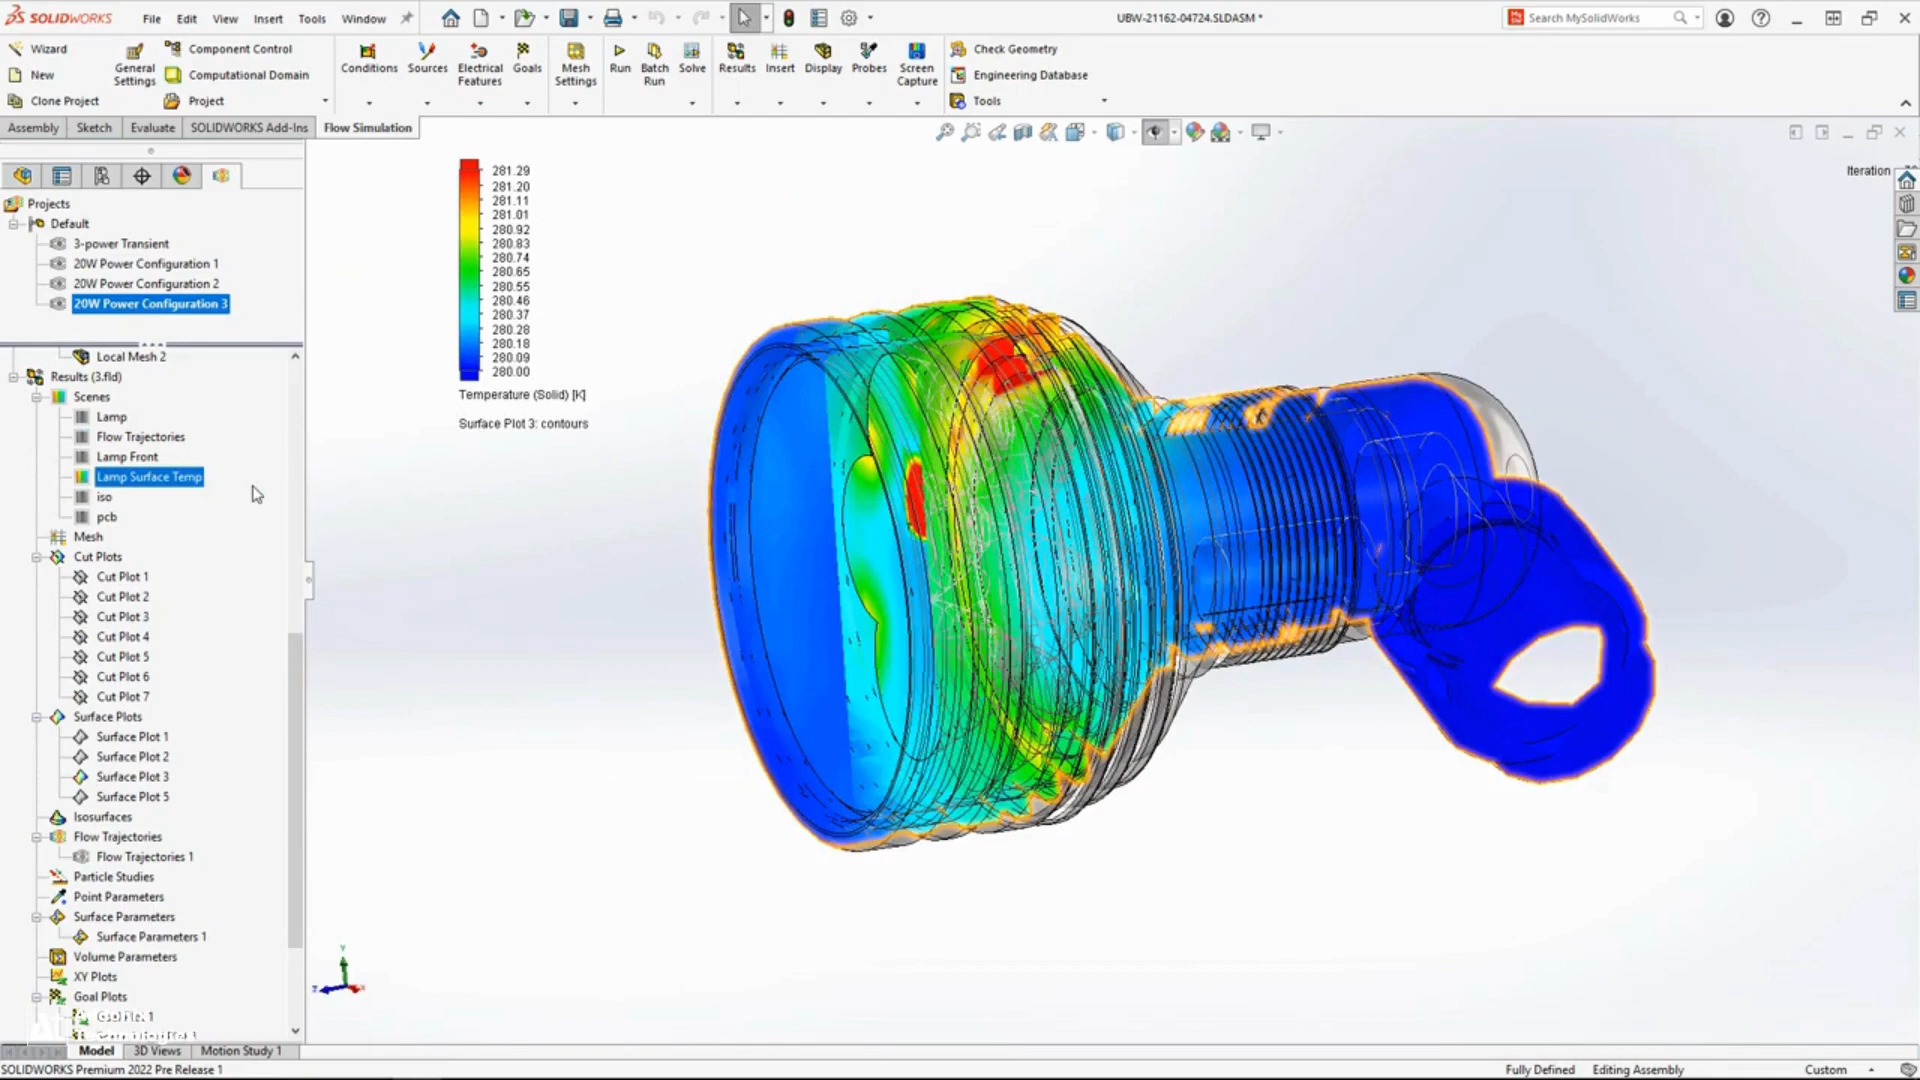 SOLIDWORKS File Edit View Insert Tools Window
UBW-21162-04724.SLDASM *
Search MySolidWorks
Wizard
New
Clone Project
General Settings
Component Control
Computational Domain
Project
Conditions
Sources
Electrical Features
Goals
Mesh Settings
Run
Batch Run
Solve
Results
Insert
Display
Probes
Screen Capture
Check Geometry
Engineering Database
Tools
Assembly Sketch Evaluate SOLIDWORKS Add-Ins Flow Simulation
Projects
Default
3-power Transient
20W Power Configuration 1
20W Power Configuration 2
20W Power Configuration 3
Local Mesh 2
Results (3.fld)
Scenes
Lamp
Flow Trajectories
Lamp Front
Lamp Surface Temp
iso
pcb
Mesh
Cut Plots
Cut Plot 1
Cut Plot 2
Cut Plot 3
Cut Plot 4
Cut Plot 5
Cut Plot 6
Cut Plot 7
Surface Plots
Surface Plot 1
Surface Plot 2
Surface Plot 3
Surface Plot 5
Isosurfaces
Flow Trajectories
Flow Trajectories 1
Particle Studies
Point Parameters
Surface Parameters
Surface Parameters 1
Volume Parameters
XY Plots
Goal Plots
281.29
281.20
281.11
281.01
280.92
280.83
280.74
280.65
280.55
280.46
280.37
280.28
280.18
280.09
280.00
Temperature (Solid) [K]
Surface Plot 3: contours
Iteration
Y
Z
X
Model 3D Views Motion Study 1
SOLIDWORKS Premium 2022 Pre Release 1
Fully Defined Editing Assembly Custom